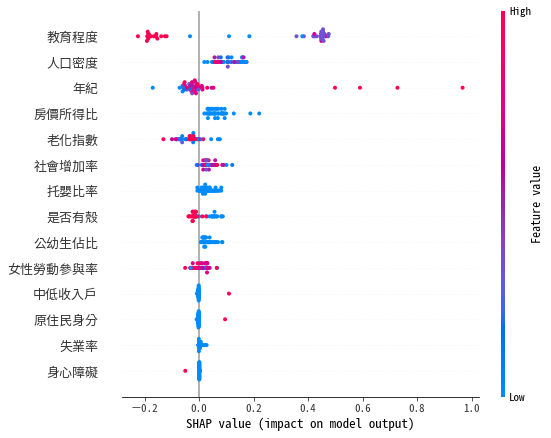 High
教育程度
人口密度
年紀
房價所得比
老化指數
社會增加率
托嬰比率
是否有殼
公幼生佔比
女性勞動參與率
中低收入戶
原住民身分
失業率
身心障礙
Feature value
Low
−0.2 0.0 0.2 0.4 0.6 0.8 1.0
SHAP value (impact on model output)